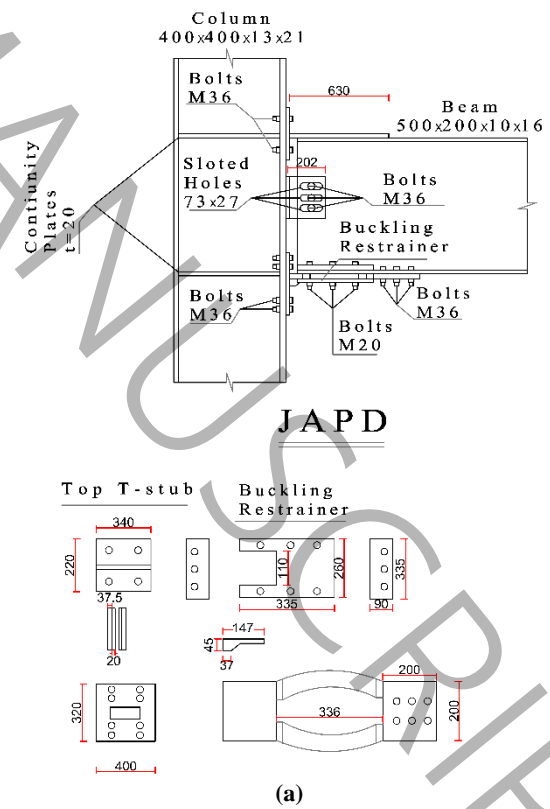 Column
400x400x13x21
Bolts
M36
630
Beam
500x200x10x16
Sloted
Holes
73x27
202
Bolts
M36
Contiunity
Plates
t=20
Buckling
Restrainer
Bolts
M36
Bolts
M36
Bolts
M20
JAPD
Top T-stub
Buckling
Restrainer
340
220
110
260
335
335
90
37.5
20
147
45
37
320
400
336
200
200
(a)